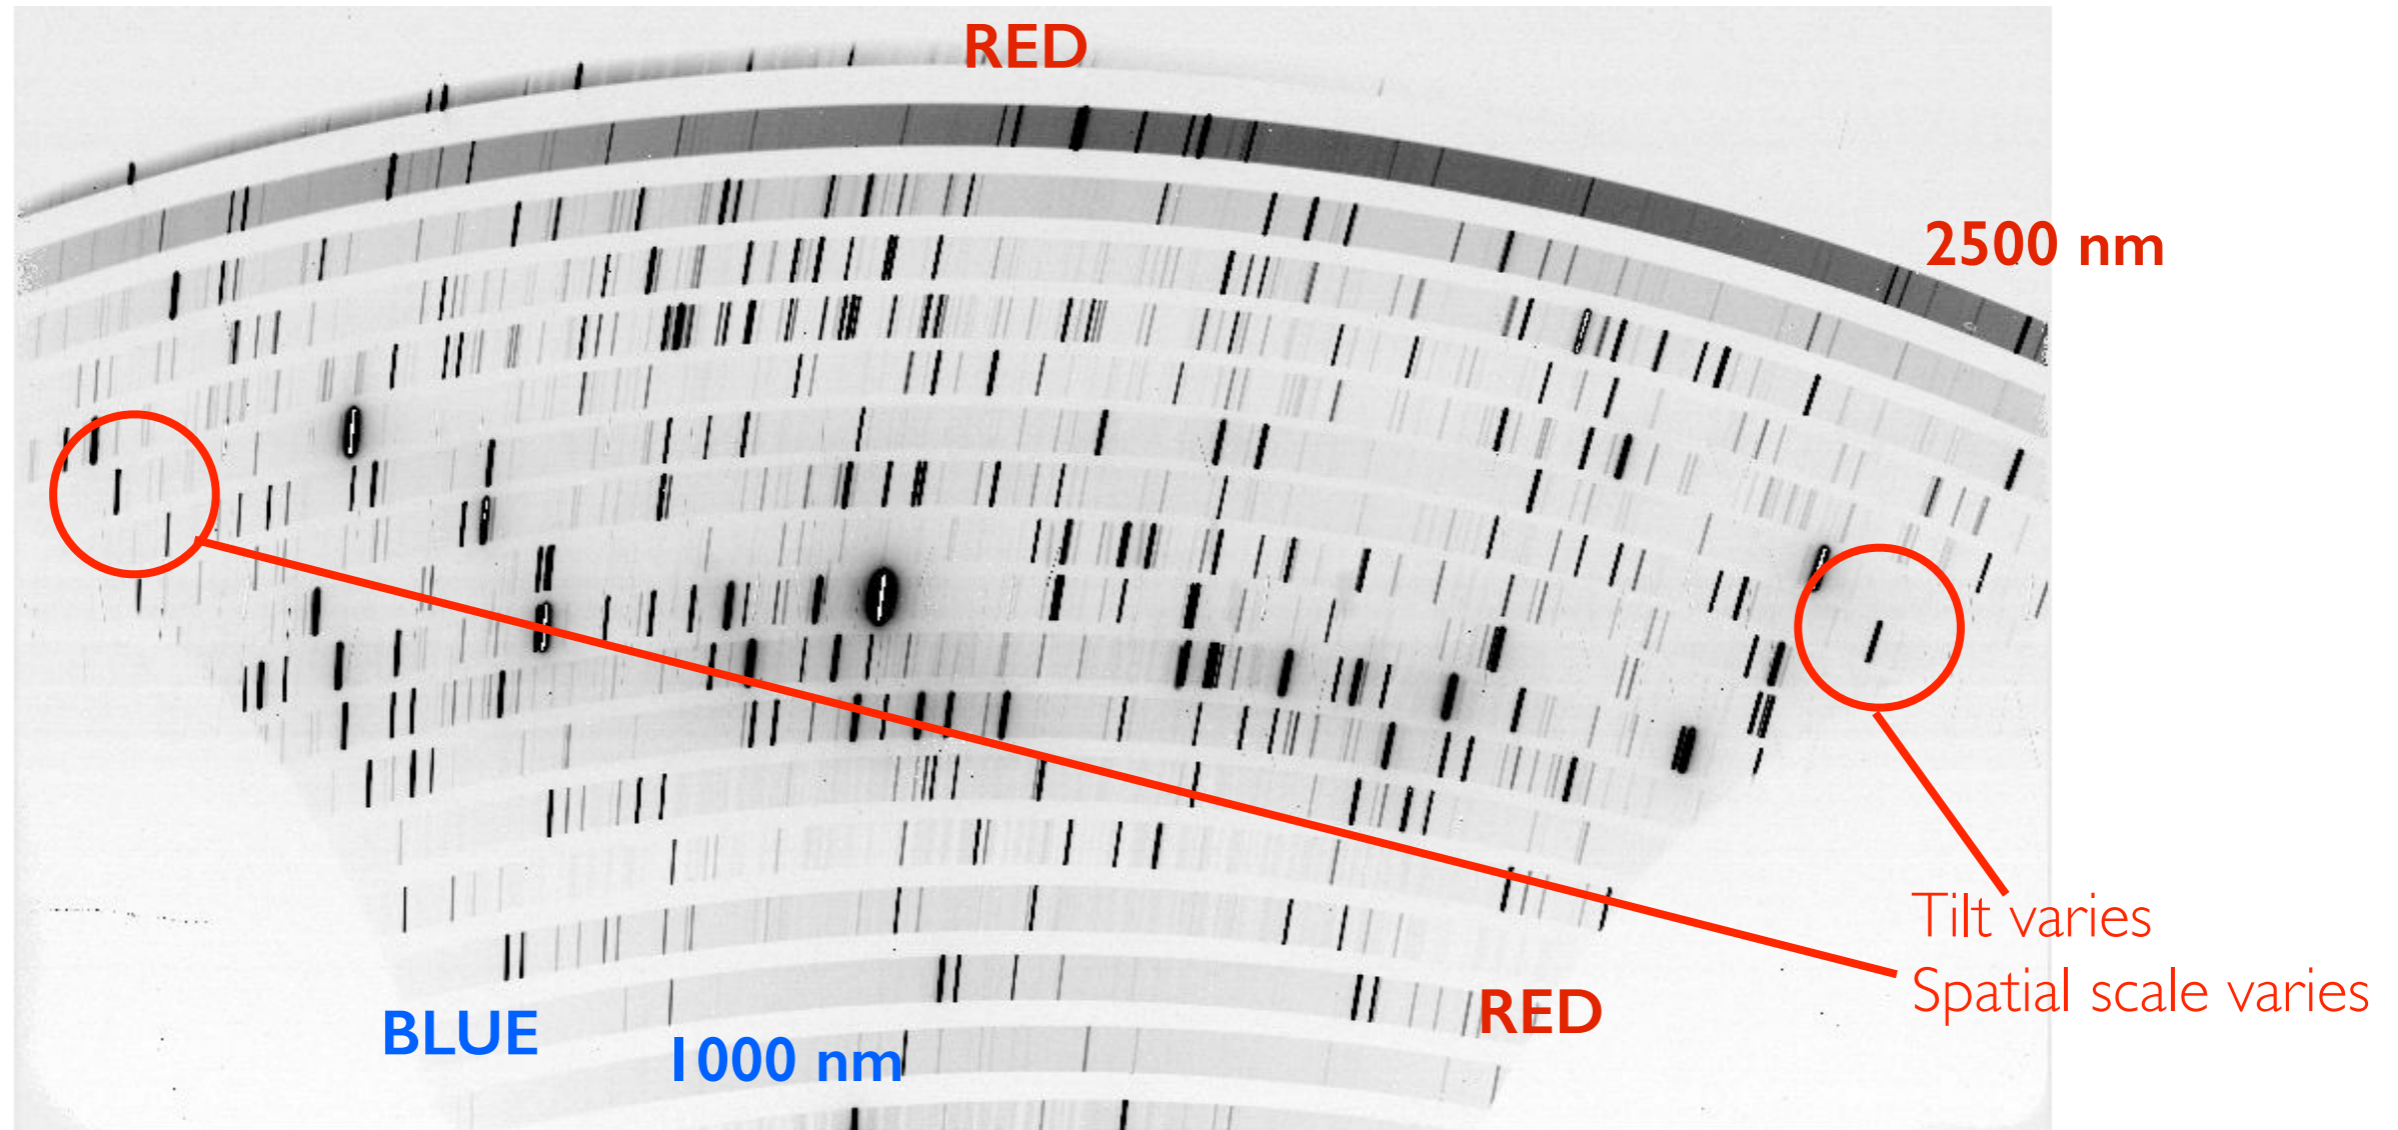 RED
2500 nm
Tilt varies
Spatial scale varies
RED
BLUE
1000 nm